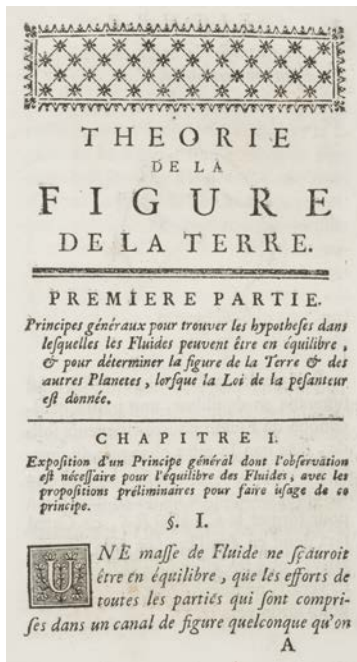 THEORIE
DE LA
FIGURE
DE LA TERRE.
PREMIERE PARTIE.
Principes généraux pour trouver les hypotheses dans
lesquelles les Fluides peuvent être en équilibre,
& pour déterminer la figure de la Terre & des
autres Planetes, lorsque la Loi de la pesanteur
est donnée.
CHAPITRE I.
Exposition d'un Principe général dont l'observation
est nécessaire pour l'équilibre des Fluides, avec les
propositions préliminaires pour faire usage de ce
principe.
§. I.
UNE masse de Fluide ne sçauroit
être en équilibre, que les efforts de
toutes les parties qui sont compri-
ses dans un canal de figure quelconque qu'on
A